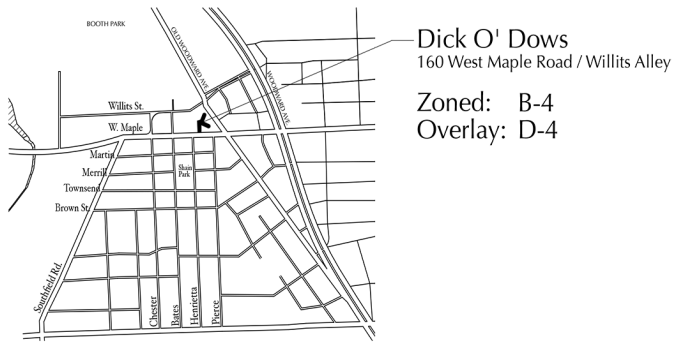 BOOTH PARK
OLD WOODWARD AVE
WOODWARD AVE
Willits St.
W. Maple
Martin
Merrill
Townsend
Brown St.
Shain
Park
Southfield Rd.
Chester
Bates
Henrietta
Pierce
Dick O' Dows
160 West Maple Road / Willits Alley
Zoned: B-4
Overlay: D-4